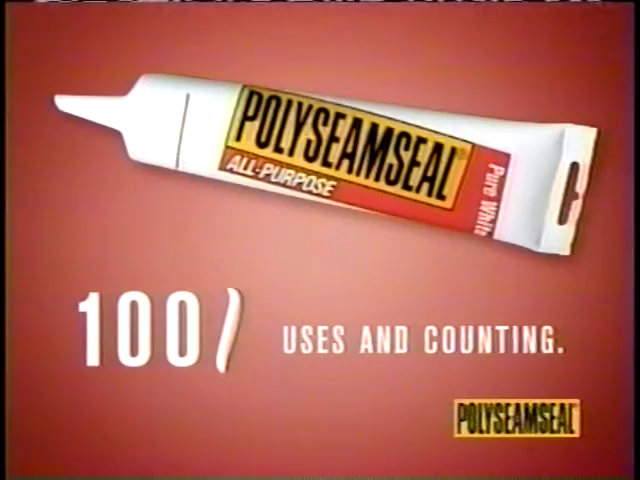 POLYSEAMSEAL®
ALL-PURPOSE
Pure White
100
USES AND COUNTING.
POLYSEAMSEAL